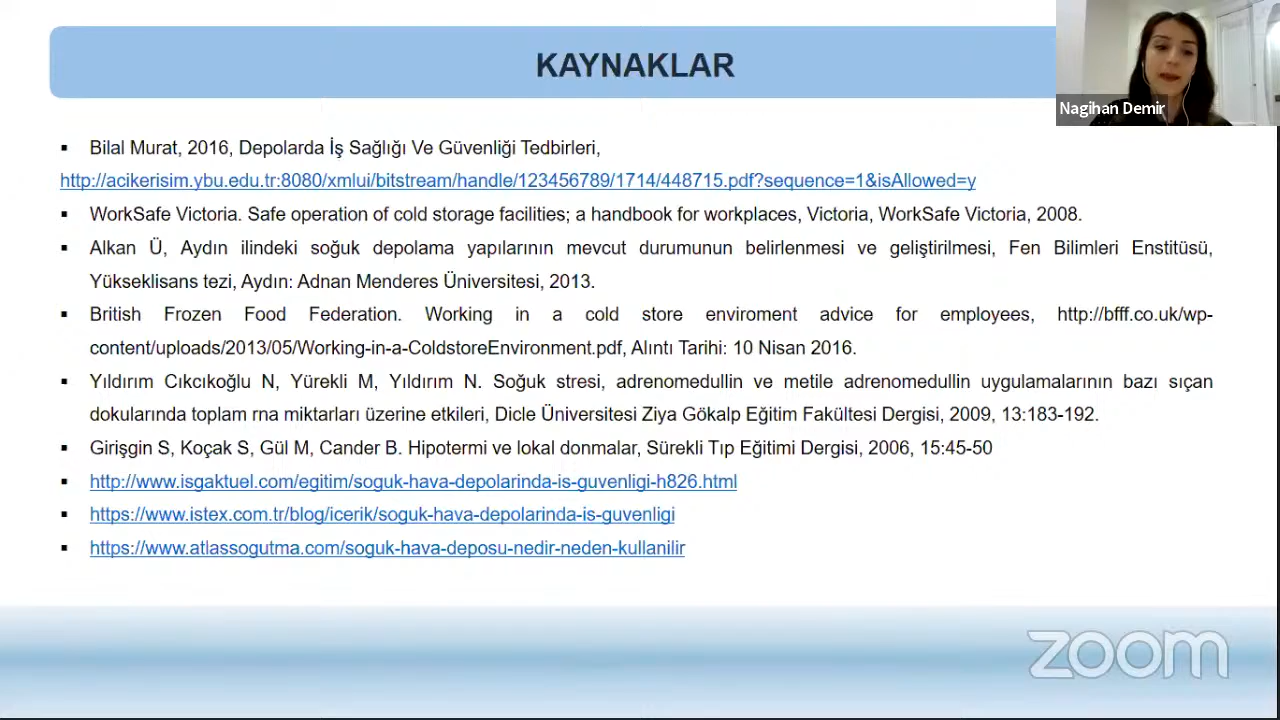 KAYNAKLAR
Nagihan Demir
Bilal Murat, 2016, Depolarda İş Sağlığı Ve Güvenliği Tedbirleri,
http://acikerisim.ybu.edu.tr:8080/xmlui/bitstream/handle/123456789/1714/448715.pdf?sequence=1&isAllowed=y
WorkSafe Victoria. Safe operation of cold storage facilities; a handbook for workplaces, Victoria, WorkSafe Victoria, 2008.
Alkan Ü, Aydın ilindeki soğuk depolama yapılarının mevcut durumunun belirlenmesi ve geliştirilmesi, Fen Bilimleri Enstitüsü,
Yükseklisans tezi, Aydın: Adnan Menderes Üniversitesi, 2013.
British Frozen Food Federation. Working in a cold store enviroment advice for employees, http://bfff.co.uk/wp-
content/uploads/2013/05/Working-in-a-ColdstoreEnvironment.pdf, Alıntı Tarihi: 10 Nisan 2016.
Yıldırım Cıkcıkoğlu N, Yürekli M, Yıldırım N. Soğuk stresi, adrenomedullin ve metile adrenomedullin uygulamalarının bazı sıçan
dokularında toplam rna miktarları üzerine etkileri, Dicle Üniversitesi Ziya Gökalp Eğitim Fakültesi Dergisi, 2009, 13:183-192.
Girişgin S, Koçak S, Gül M, Cander B. Hipotermi ve lokal donmalar, Sürekli Tıp Eğitimi Dergisi, 2006, 15:45-50
http://www.isgaktuel.com/egitim/soguk-hava-depolarinda-is-guvenligi-h826.html
https://www.istex.com.tr/blog/icerik/soguk-hava-depolarinda-is-guvenligi
https://www.atlassogutma.com/soguk-hava-deposu-nedir-neden-kullanilir
zoom